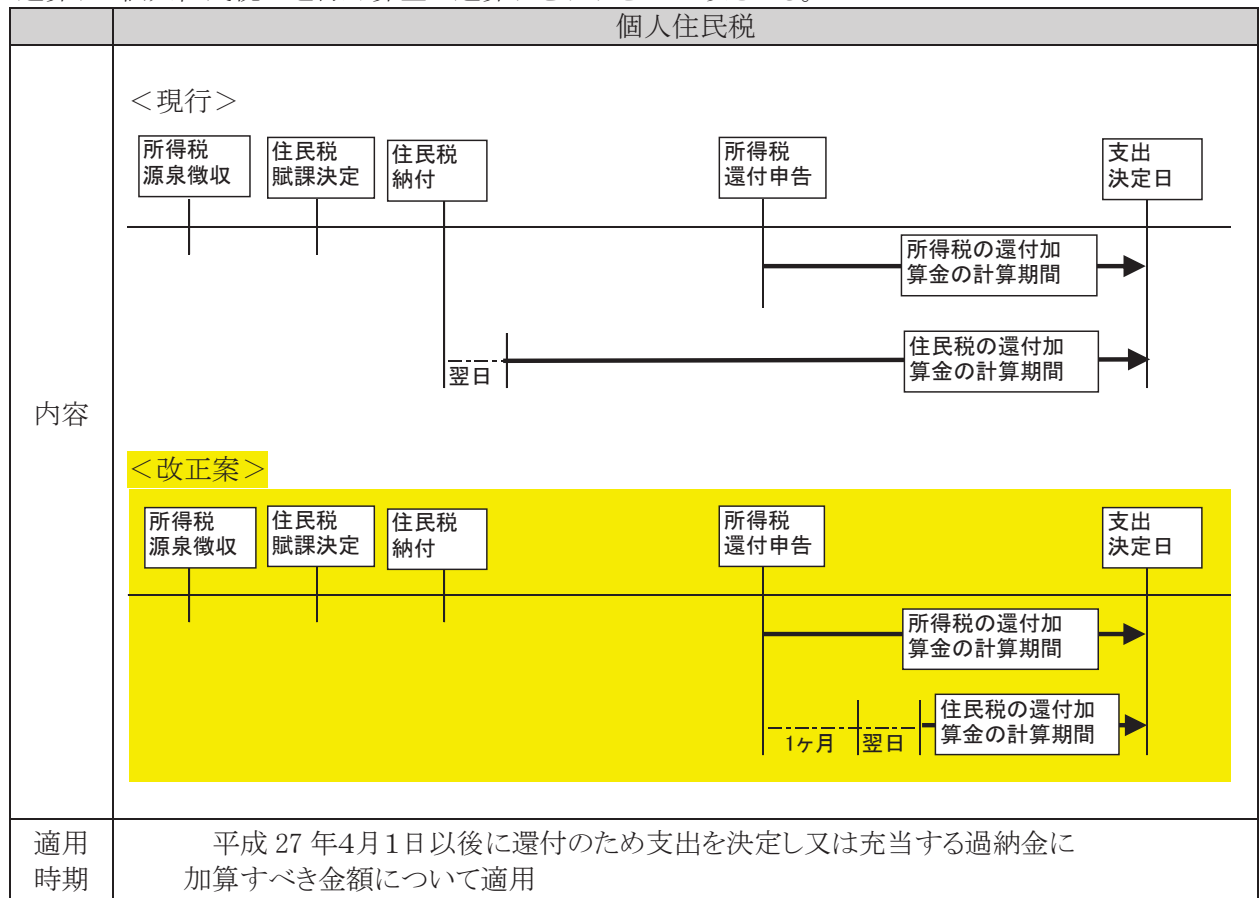 個人住民税
内容
＜現行＞
所得税
源泉徴収
住民税
賦課決定
住民税
納付
所得税
還付申告
支出
決定日
所得税の還付加
算金の計算期間
住民税の還付加
算金の計算期間
翌日
＜改正案＞
所得税
源泉徴収
住民税
賦課決定
住民税
納付
所得税
還付申告
支出
決定日
所得税の還付加
算金の計算期間
住民税の還付加
算金の計算期間
1ヶ月
翌日
適用
時期
平成 27 年4月1日以後に還付のため支出を決定し又は充当する過納金に
加算すべき金額について適用